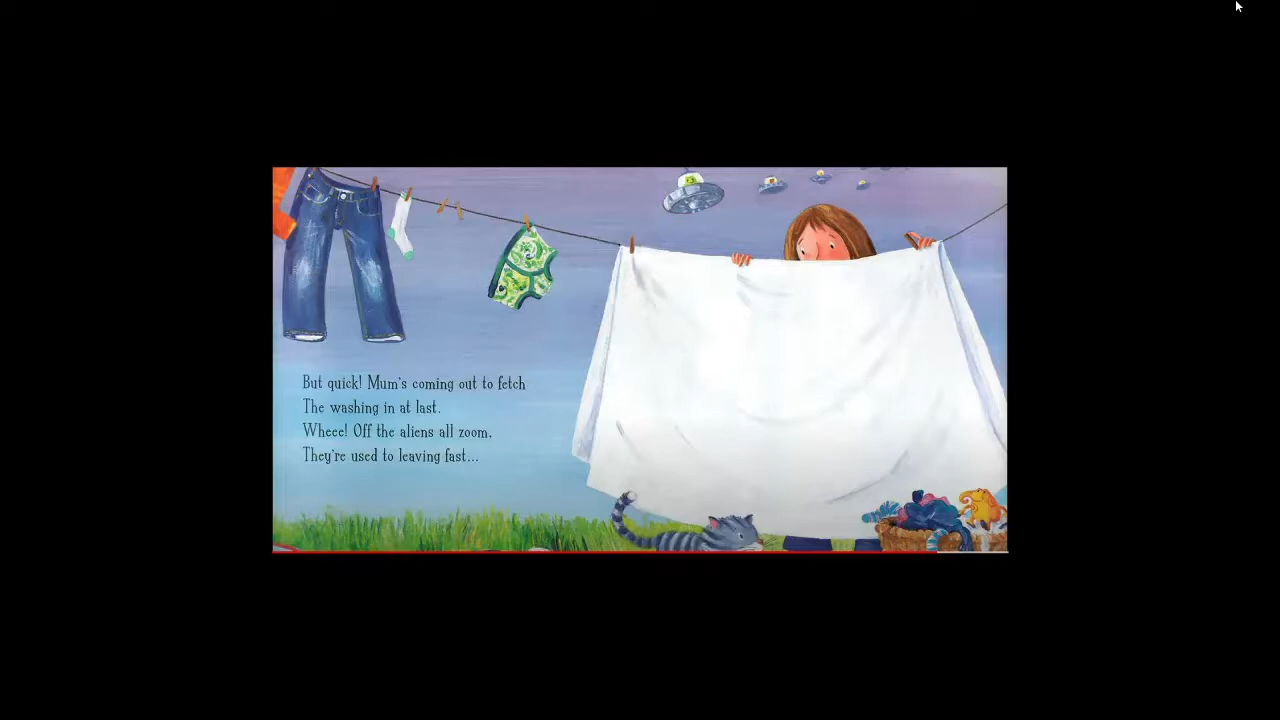 But quick! Mum's coming out to fetch
The washing in at last.
Wheee! Off the aliens all zoom,
They're used to leaving fast...